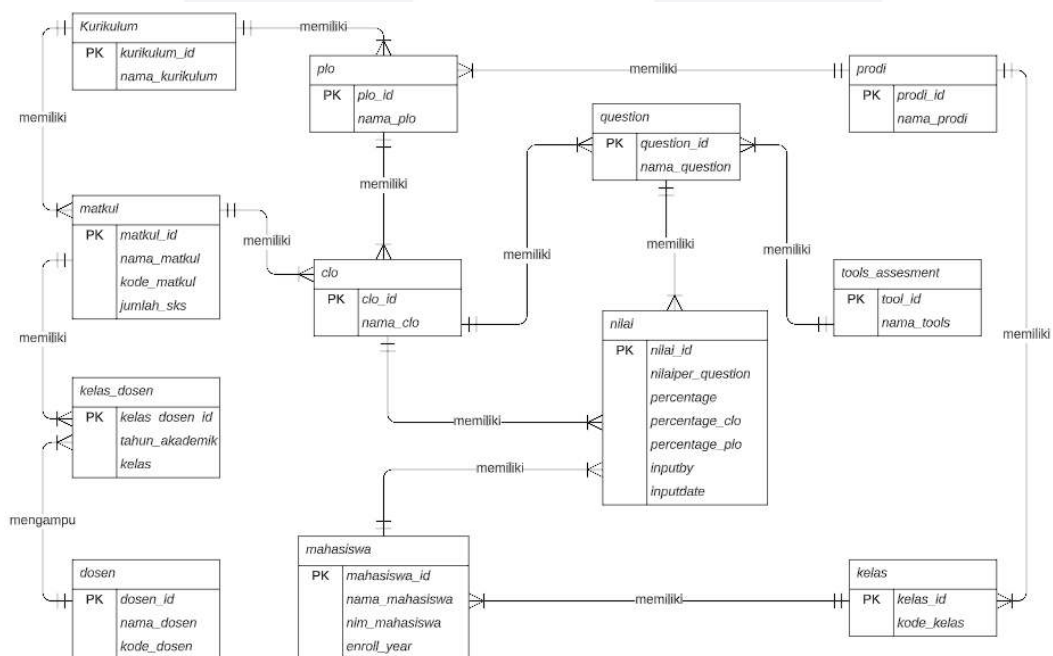 Kurikulum
PK kurikulum_id
nama_kurikulum
memiliki
plo
PK plo_id
nama_plo
memiliki
prodi
PK prodi_id
nama_prodi
question
PK question_id
nama_question
memiliki
memiliki
matkul
PK matkul_id
nama_matkul
kode_matkul
jumlah_sks
memiliki
memiliki
memiliki
memiliki
clo
PK clo_id
nama_clo
tools_assesment
PK tool_id
nama_tools
nilai
PK nilai_id
nilaiper_question
percentage
percentage_clo
percentage_plo
inputby
inputdate
memiliki
memiliki
kelas_dosen
PK kelas_dosen_id
tahun_akademik
kelas
memiliki
memiliki
mengampu
mahasiswa
PK mahasiswa_id
nama_mahasiswa
nim_mahasiswa
enroll_year
dosen
PK dosen_id
nama_dosen
kode_dosen
memiliki
kelas
PK kelas_id
kode_kelas